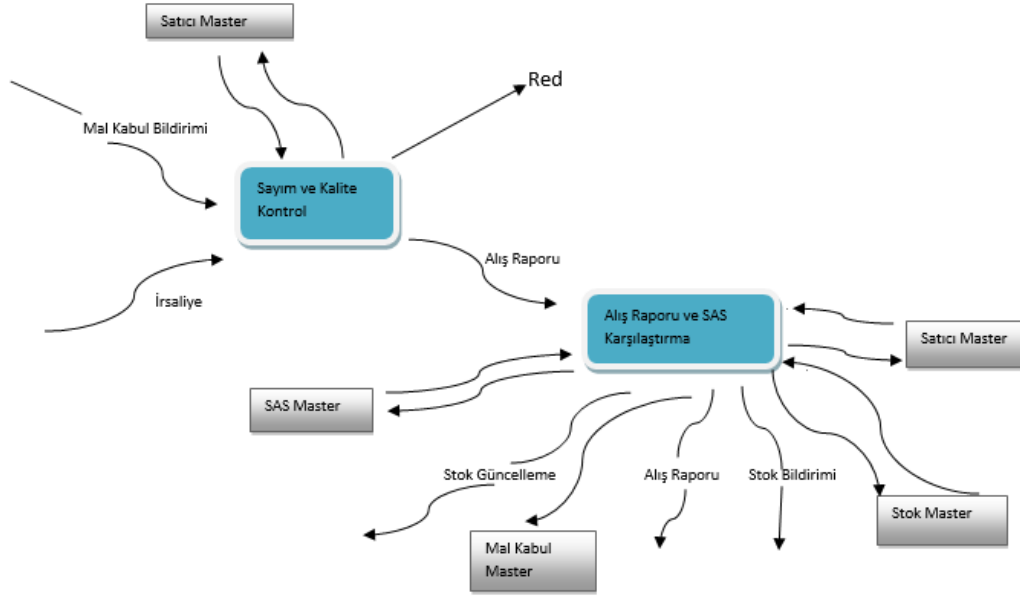 Satıcı Master
Red
Mal Kabul Bildirimi
Sayım ve Kalite
Kontrol
Alış Raporu
İrsaliye
Alış Raporu ve SAS
Karşılaştırma
Satıcı Master
SAS Master
Stok Güncelleme
Alış Raporu
Stok Bildirimi
Stok Master
Mal Kabul
Master